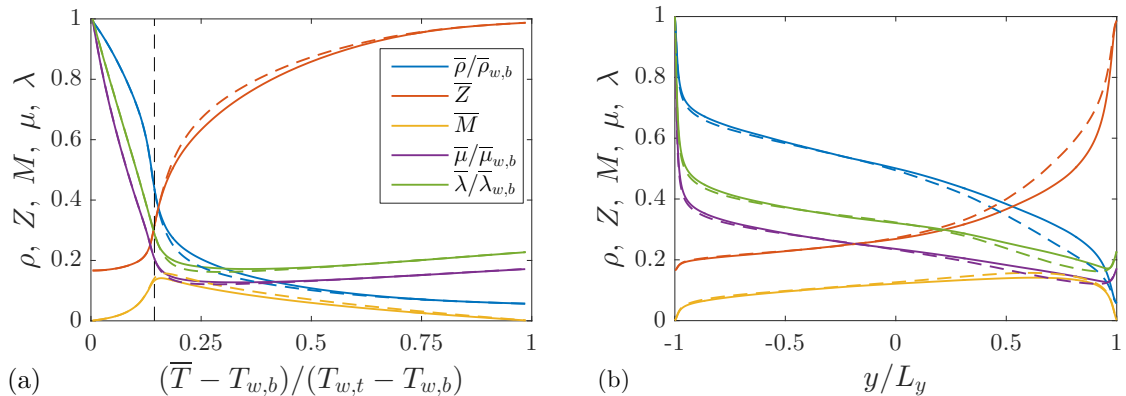 ρ, Z, M, μ, λ
1
0.8
0.6
0.4
0.2
0
0
0.25
0.5
0.75
1
ρ̅/ρ̅_{w,b}
Z̅
M̅
μ̅/μ̅_{w,b}
λ̅/λ̅_{w,b}
(a)
(T̅ − T_{w,b})/(T_{w,t} − T_{w,b})
ρ, Z, M, μ, λ
1
0.8
0.6
0.4
0.2
0
-1
-0.5
0
0.5
1
(b)
y/L_y